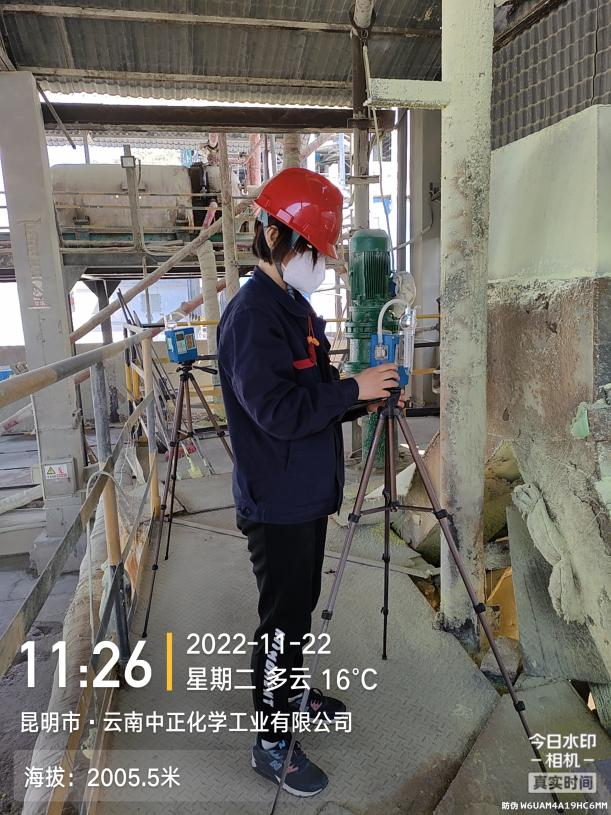 11:26
2022-11-22
星期二 多云 16℃
昆明市·云南中正化学工业有限公司
海拔：2005.5米
今日水印
-相机-
真实时间
防伪 W6UAM4A19HC6MM